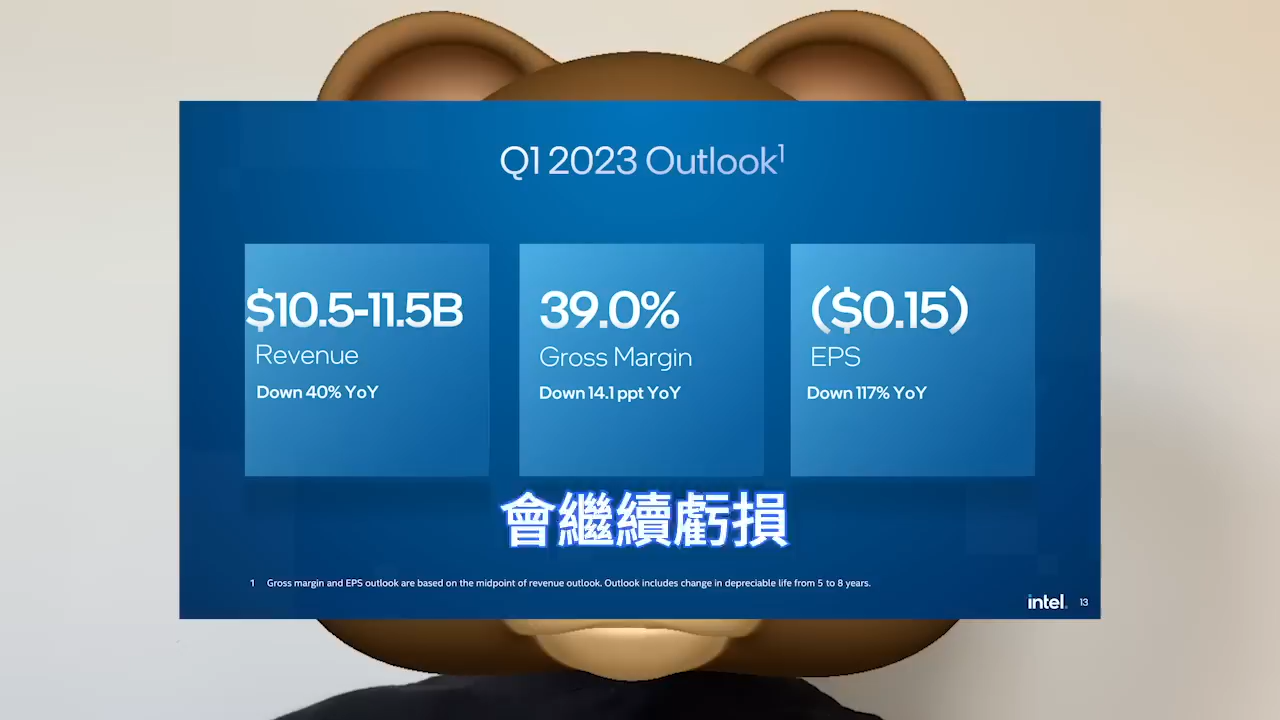 Q1 2023 Outlook1
$10.5-11.5B
Revenue
Down 40% YoY
39.0%
Gross Margin
Down 14.1 ppt YoY
($0.15)
EPS
Down 117% YoY
會繼續虧損
1 Gross margin and EPS outlook are based on the midpoint of revenue outlook. Outlook includes change in depreciable life from 5 to 8 years.
intel. 13